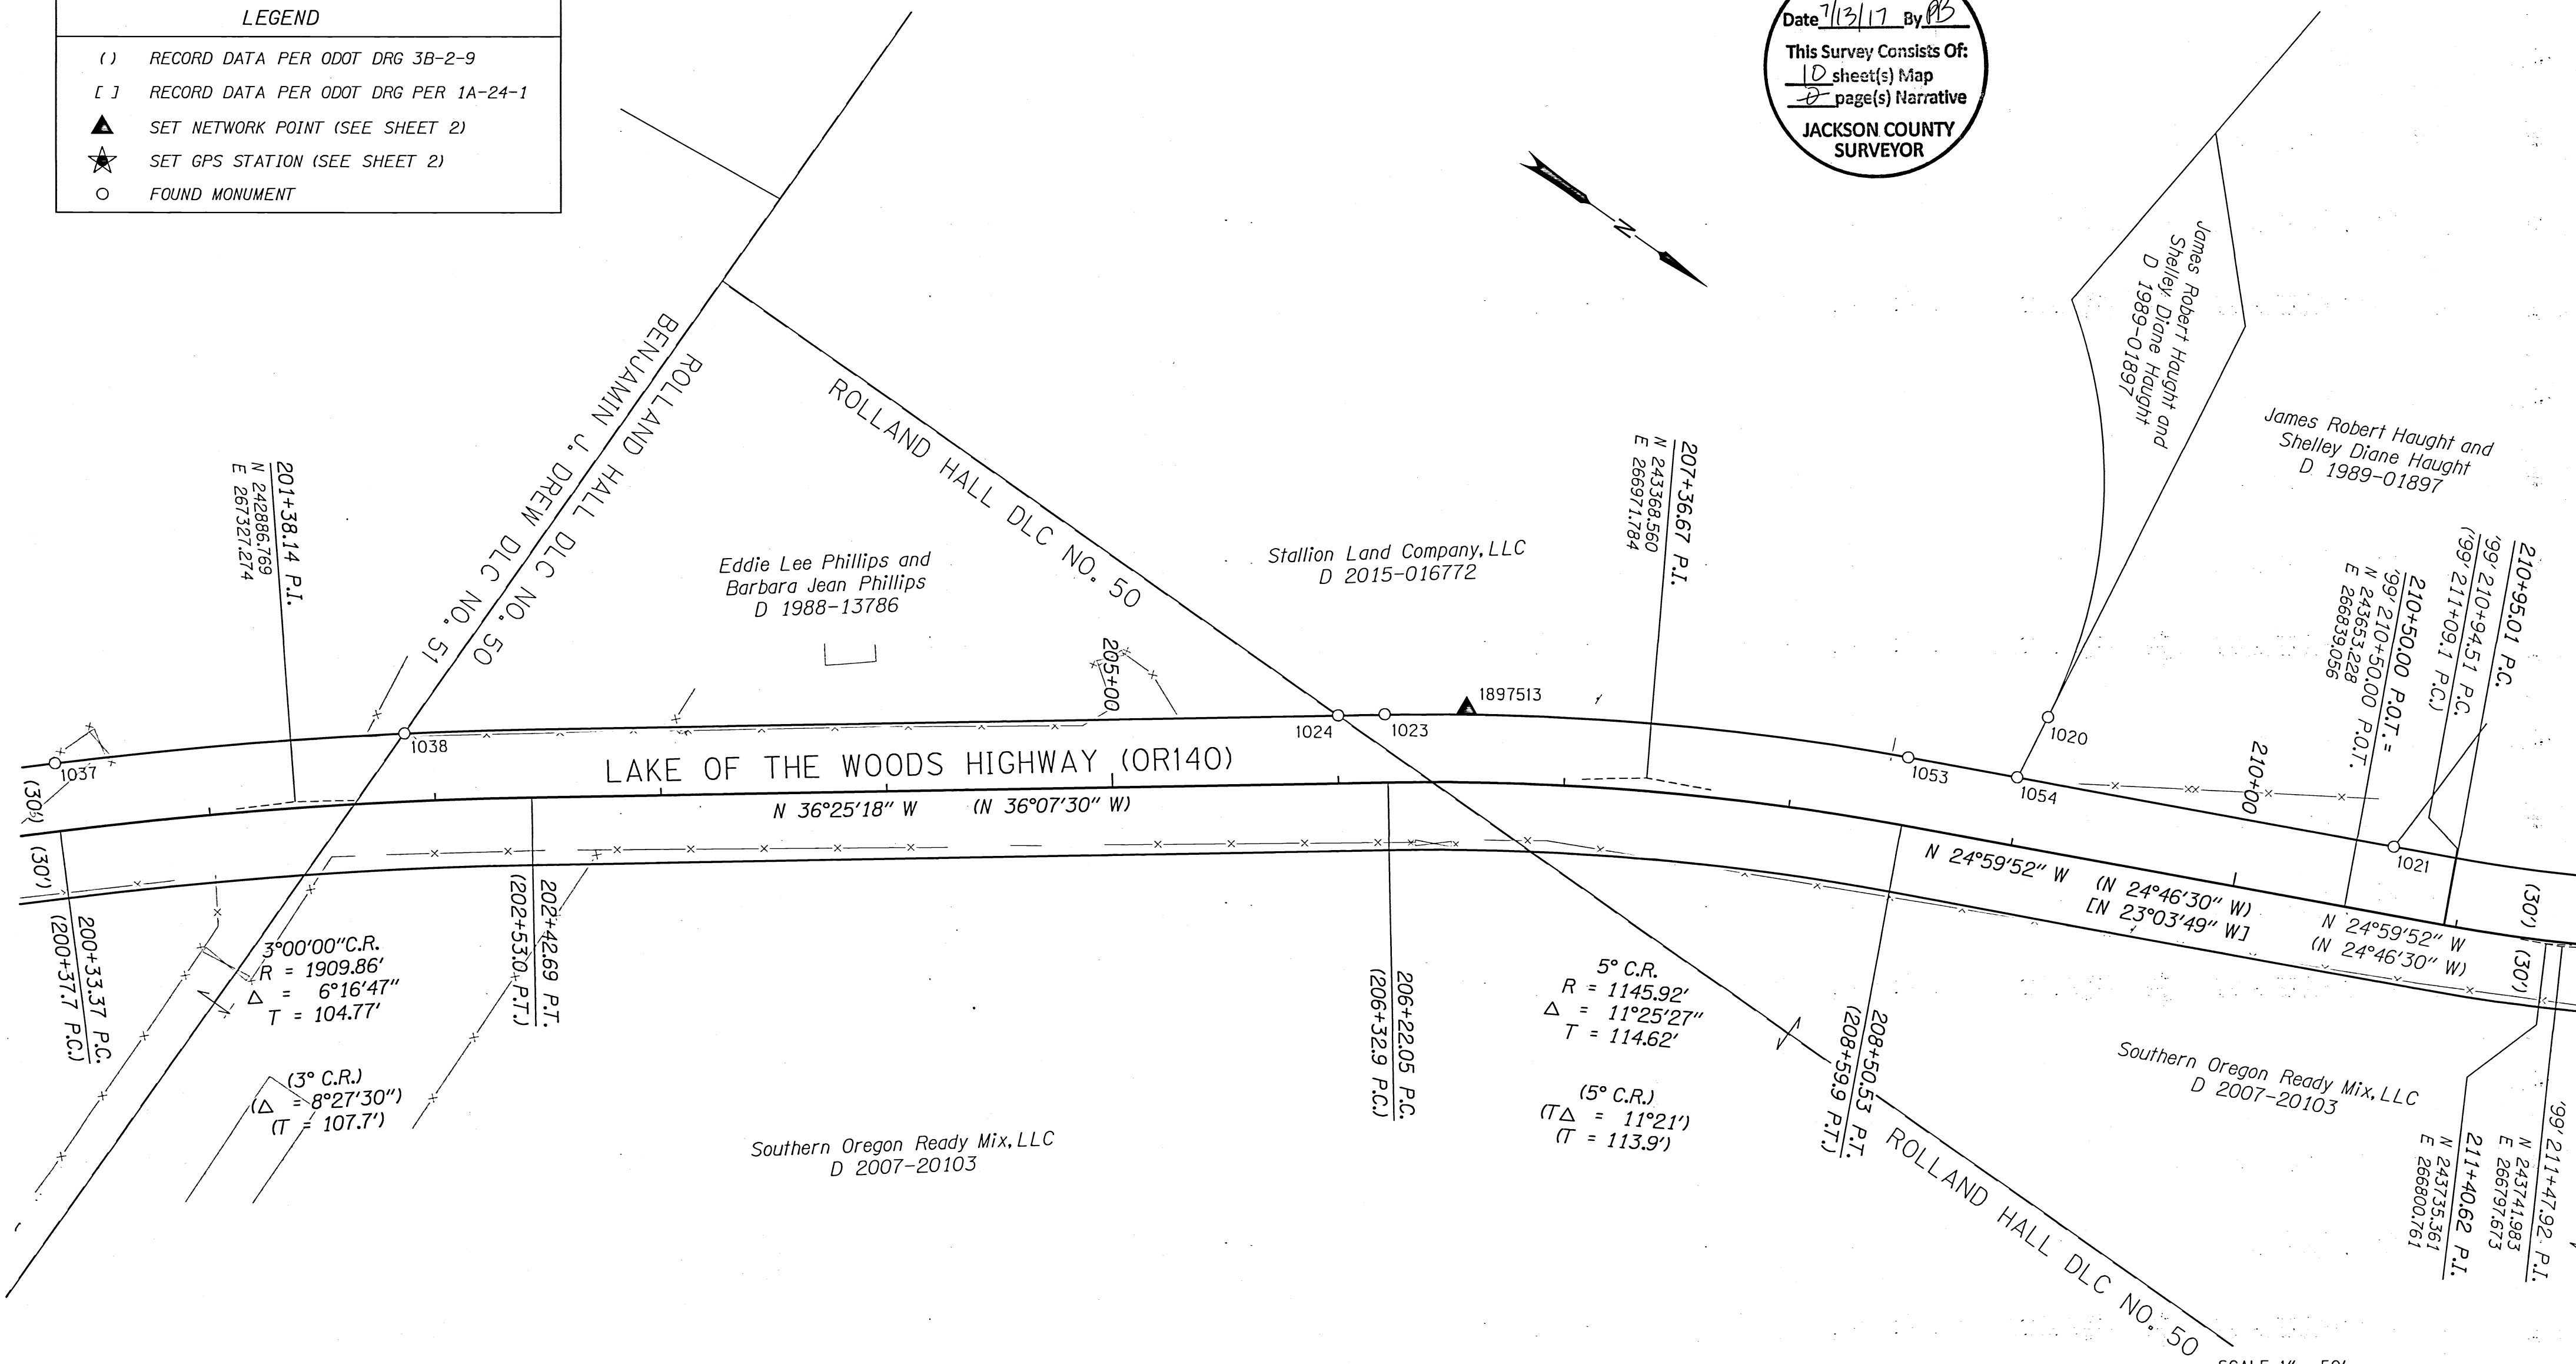 LEGEND
( ) RECORD DATA PER ODOT DRG 3B-2-9
[ ] RECORD DATA PER ODOT DRG PER 1A-24-1
SET NETWORK POINT (SEE SHEET 2)
SET GPS STATION (SEE SHEET 2)
FOUND MONUMENT
Date 7/13/17 By PB
This Survey Consists Of:
10 sheet(s) Map
0 page(s) Narrative
JACKSON COUNTY
SURVEYOR
N
James Robert Haught and
Shelley Diane Haught
D 1989-01897
James Robert Haught and
Shelley Diane Haught
D 1989-01897
ROLLAND HALL DLC NO. 50
BENJAMIN J. DREW DLC NO. 51
ROLLAND HALL DLC NO. 50
201+38.14 P.I.
N 242886.769
E 267327.274
Eddie Lee Phillips and
Barbara Jean Phillips
D 1988-13786
Stallion Land Company, LLC
D 2015-016772
207+36.67 P.I.
N 243368.560
E 266971.784
210+95.01 P.C.
'99' 210+94.51 P.C.
('99' 211+09.1 P.C.)
210+50.00 P.O.T. =
'99' 210+50.00 P.O.T.
N 243653.228
E 266839.056
205+00
210+00
1897513
1037
1038
1024
1023
1053
1054
1020
1021
LAKE OF THE WOODS HIGHWAY (OR140)
N 36°25'18" W (N 36°07'30" W)
N 24°59'52" W (N 24°46'30" W)
[N 23°03'49" W]
N 24°59'52" W
(N 24°46'30" W)
(30')
(30')
(30')
(30')
200+33.37 P.C.
(200+37.7 P.C.)
3°00'00"C.R.
R = 1909.86'
△ = 6°16'47"
T = 104.77'
(3° C.R.)
(△ = 8°27'30")
(T = 107.7')
202+42.69 P.T.
(202+53.0 P.T.)
206+22.05 P.C.
(206+32.9 P.C.)
5° C.R.
R = 1145.92'
△ = 11°25'27"
T = 114.62'
(5° C.R.)
(T△ = 11°21')
(T = 113.9')
208+50.53 P.T.
(208+59.9 P.T.)
Southern Oregon Ready Mix, LLC
D 2007-20103
Southern Oregon Ready Mix, LLC
D 2007-20103
ROLLAND HALL DLC NO. 50
'99' 211+47.92 P.I.
N 243741.983
E 266797.673
211+40.62 P.I.
N 243735.361
E 266800.761